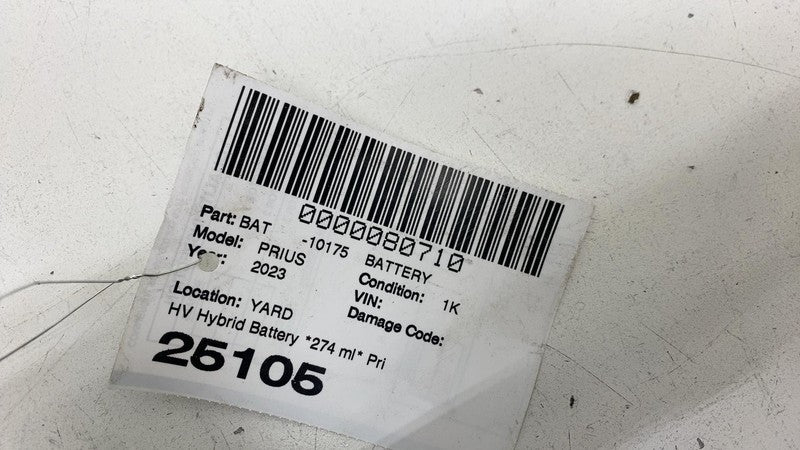 0000080710
Part: BAT -10175 BATTERY
Model: PRIUS Condition: 1K
Year: 2023 VIN:
Damage Code:
Location: YARD
HV Hybrid Battery *274 ml* Pri
25105